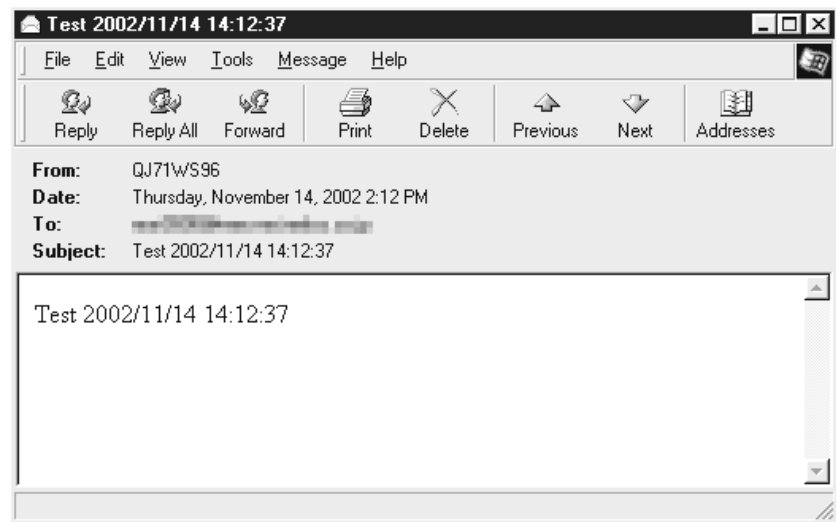 Test 2002/11/14 14:12:37
File Edit View Tools Message Help
Reply Reply All Forward Print Delete Previous Next Addresses
From: QJ71WS96
Date: Thursday, November 14, 2002 2:12 PM
To:
Subject: Test 2002/11/14 14:12:37
Test 2002/11/14 14:12:37